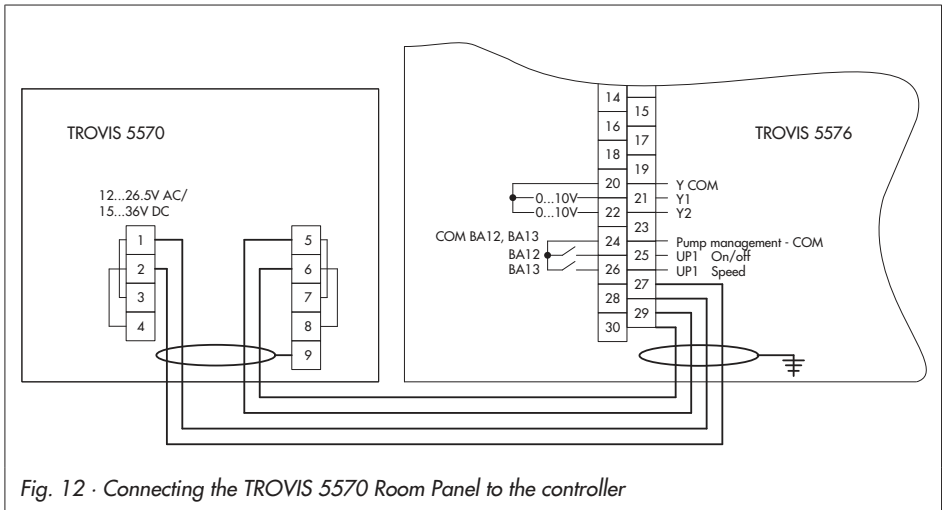 TROVIS 5570
12...26.5V AC/
15...36V DC
1
2
3
4
5
6
7
8
9
TROVIS 5576
14
15
16
17
18
19
20
21
22
23
24
25
26
27
28
29
30
0...10V
0...10V
COM BA12, BA13
BA12
BA13
Y COM
Y1
Y2
Pump management - COM
UP1 On/off
UP1 Speed
Fig. 12 · Connecting the TROVIS 5570 Room Panel to the controller